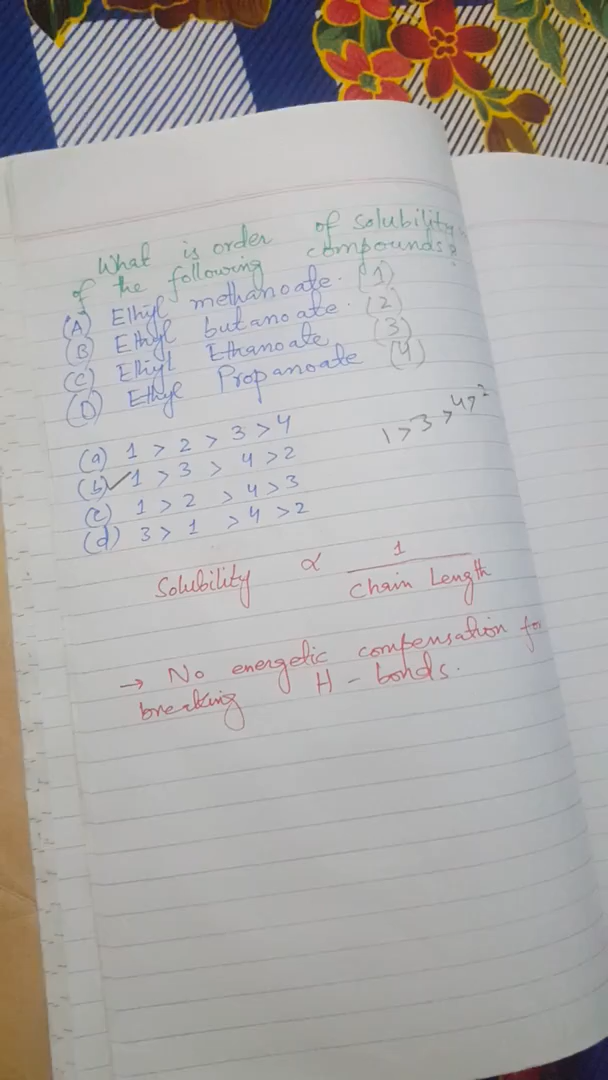 What is order of solubility
of the following compounds?
(A) Ethyl methanoate. (1)
(B) Ethyl butanoate. (2)
(C) Ethyl Ethanoate (3)
(D) Ethyl Propanoate (4)
(a) 1 > 2 > 3 > 4
(b) ✓ 1 > 3 > 4 > 2
1 > 3 > 4 > 2
(c) 1 > 2 > 4 > 3
(d) 3 > 1 > 4 > 2
Solubility ∝ 1 / Chain Length
→ No energetic compensation for
breaking H - bonds.